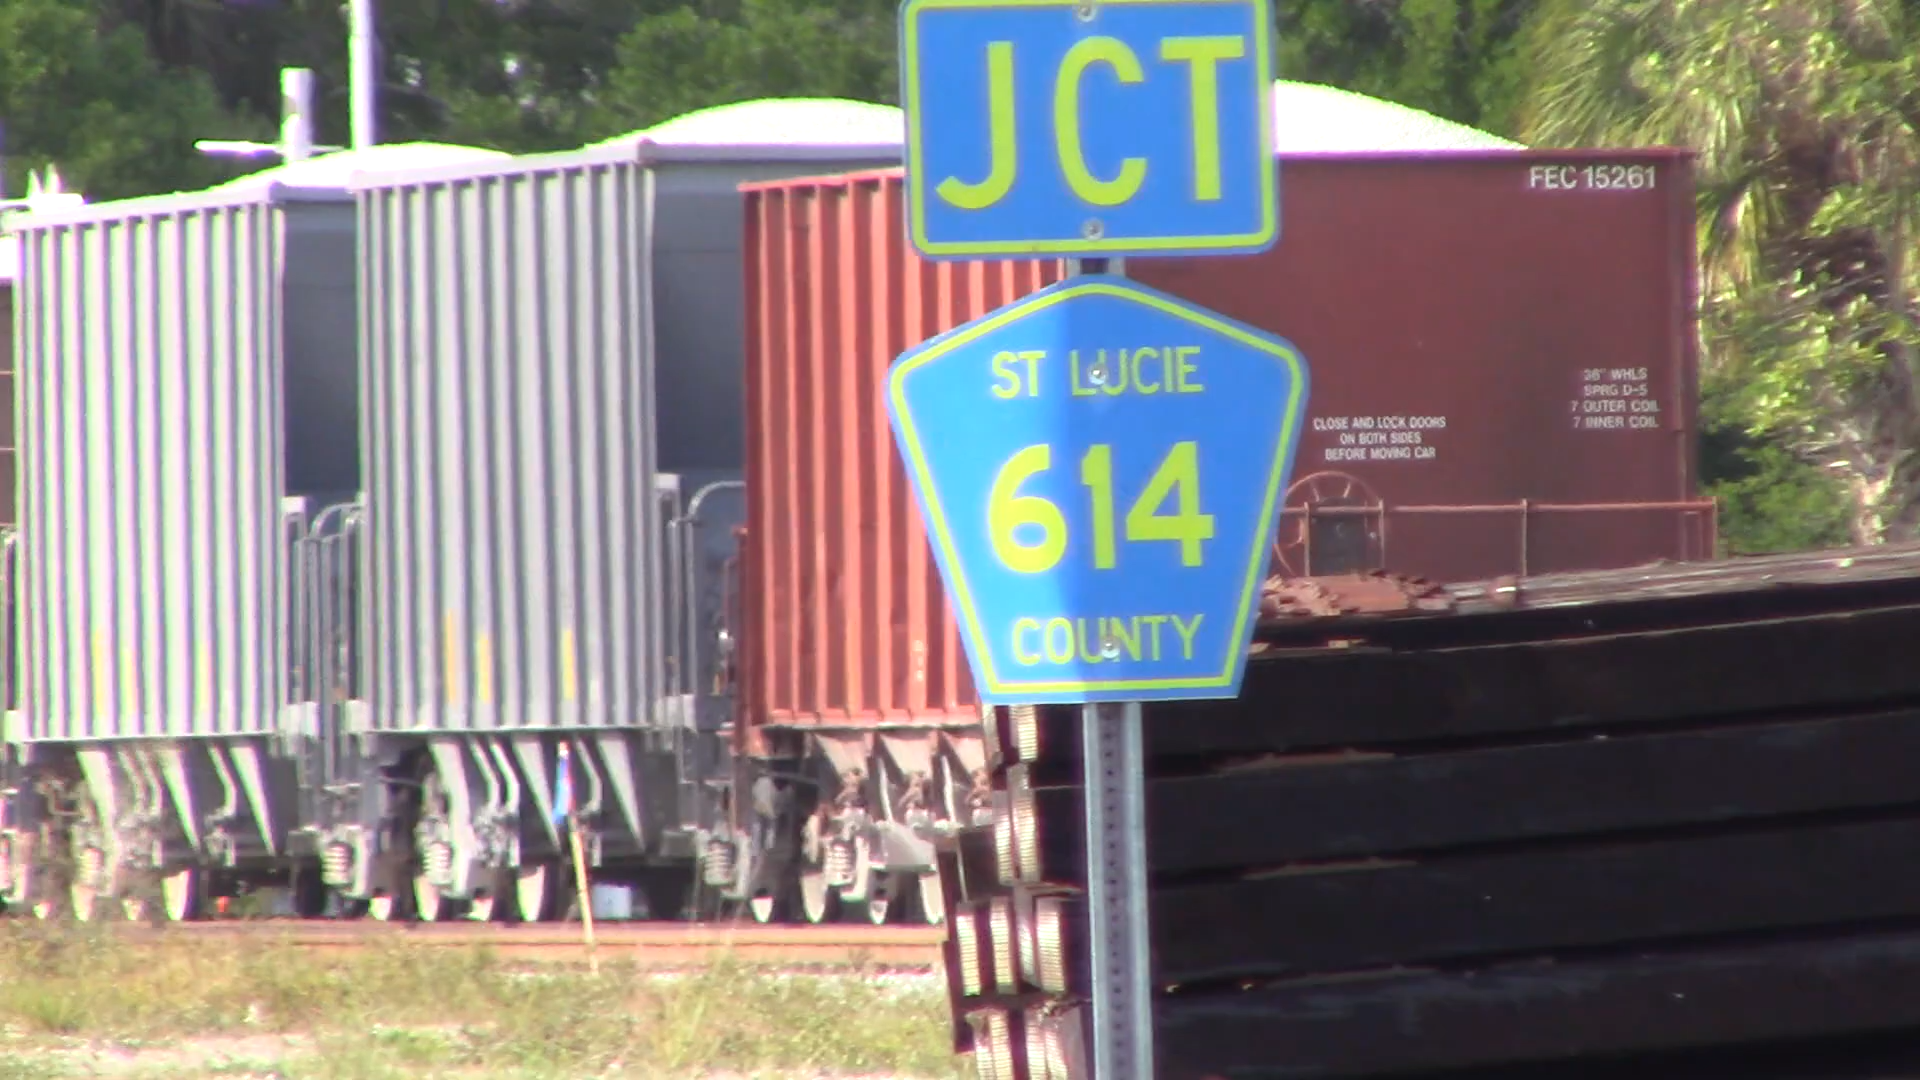 JCT
ST LUCIE
614
COUNTY
FEC 15261
36" WHLS
SPRG D-5
7 OUTER COIL
7 INNER COIL
CLOSE AND LOCK DOORS
ON BOTH SIDES
BEFORE MOVING CAR